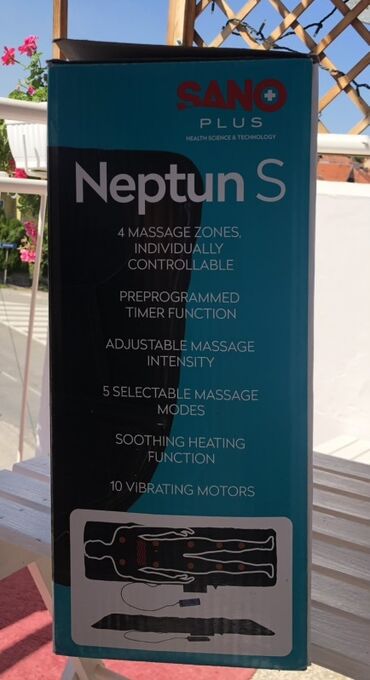 SANO
PLUS
HEALTH SCIENCE & TECHNOLOGY
Neptun S
4 MASSAGE ZONES,
INDIVIDUALLY
CONTROLLABLE
PREPROGRAMMED
TIMER FUNCTION
ADJUSTABLE MASSAGE
INTENSITY
5 SELECTABLE MASSAGE
MODES
SOOTHING HEATING
FUNCTION
10 VIBRATING MOTORS